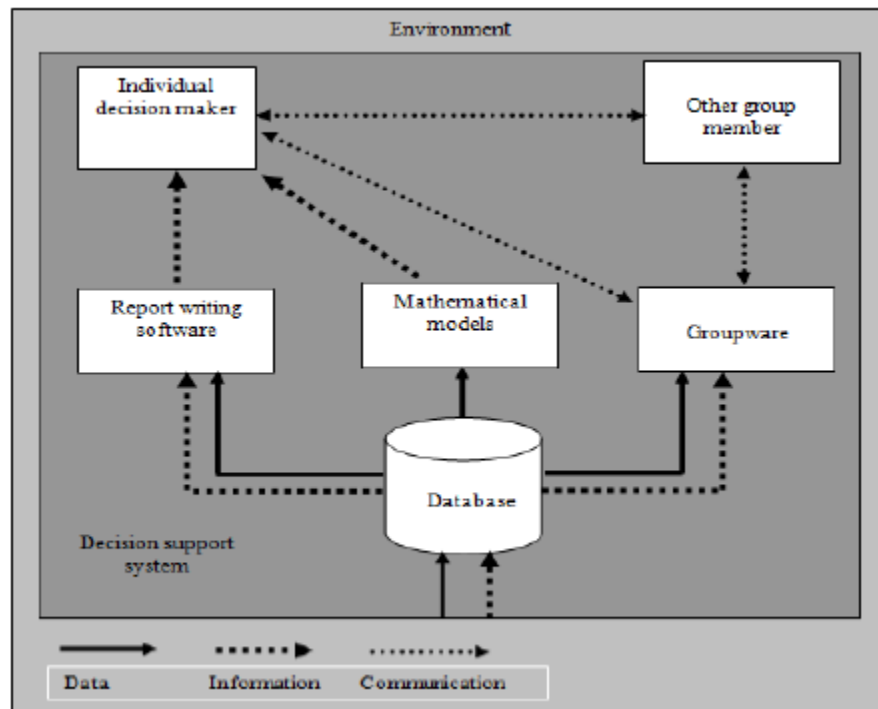 Environment
Individual
decision maker
Other group
member
Report writing
software
Mathematical
models
Groupware
Database
Decision support
system
Data Information Communication